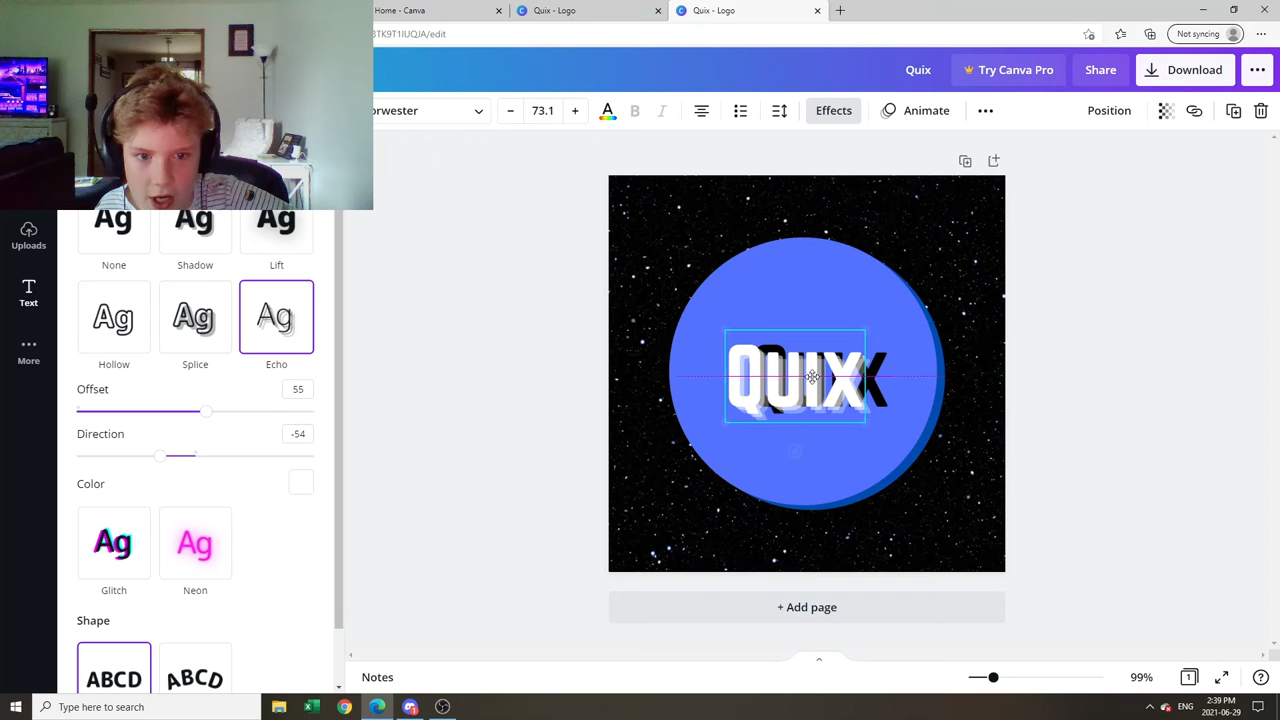 Home - Canva
Quix - Logo
Quix - Logo
3TK9T1IUQJA/edit
Not syncing
Quix
Try Canva Pro
Share
Download
orwester
73.1
A
B
I
Effects
Animate
Position
Uploads
Text
More
Ag
Ag
Ag
None
Shadow
Lift
Ag
Ag
Ag
Hollow
Splice
Echo
Offset
55
Direction
-54
Color
Ag
Ag
Glitch
Neon
Shape
ABCD
ABCD
QUIX
X
+ Add page
Notes
99%
1
Type here to search
2:39 PM
2021-06-29